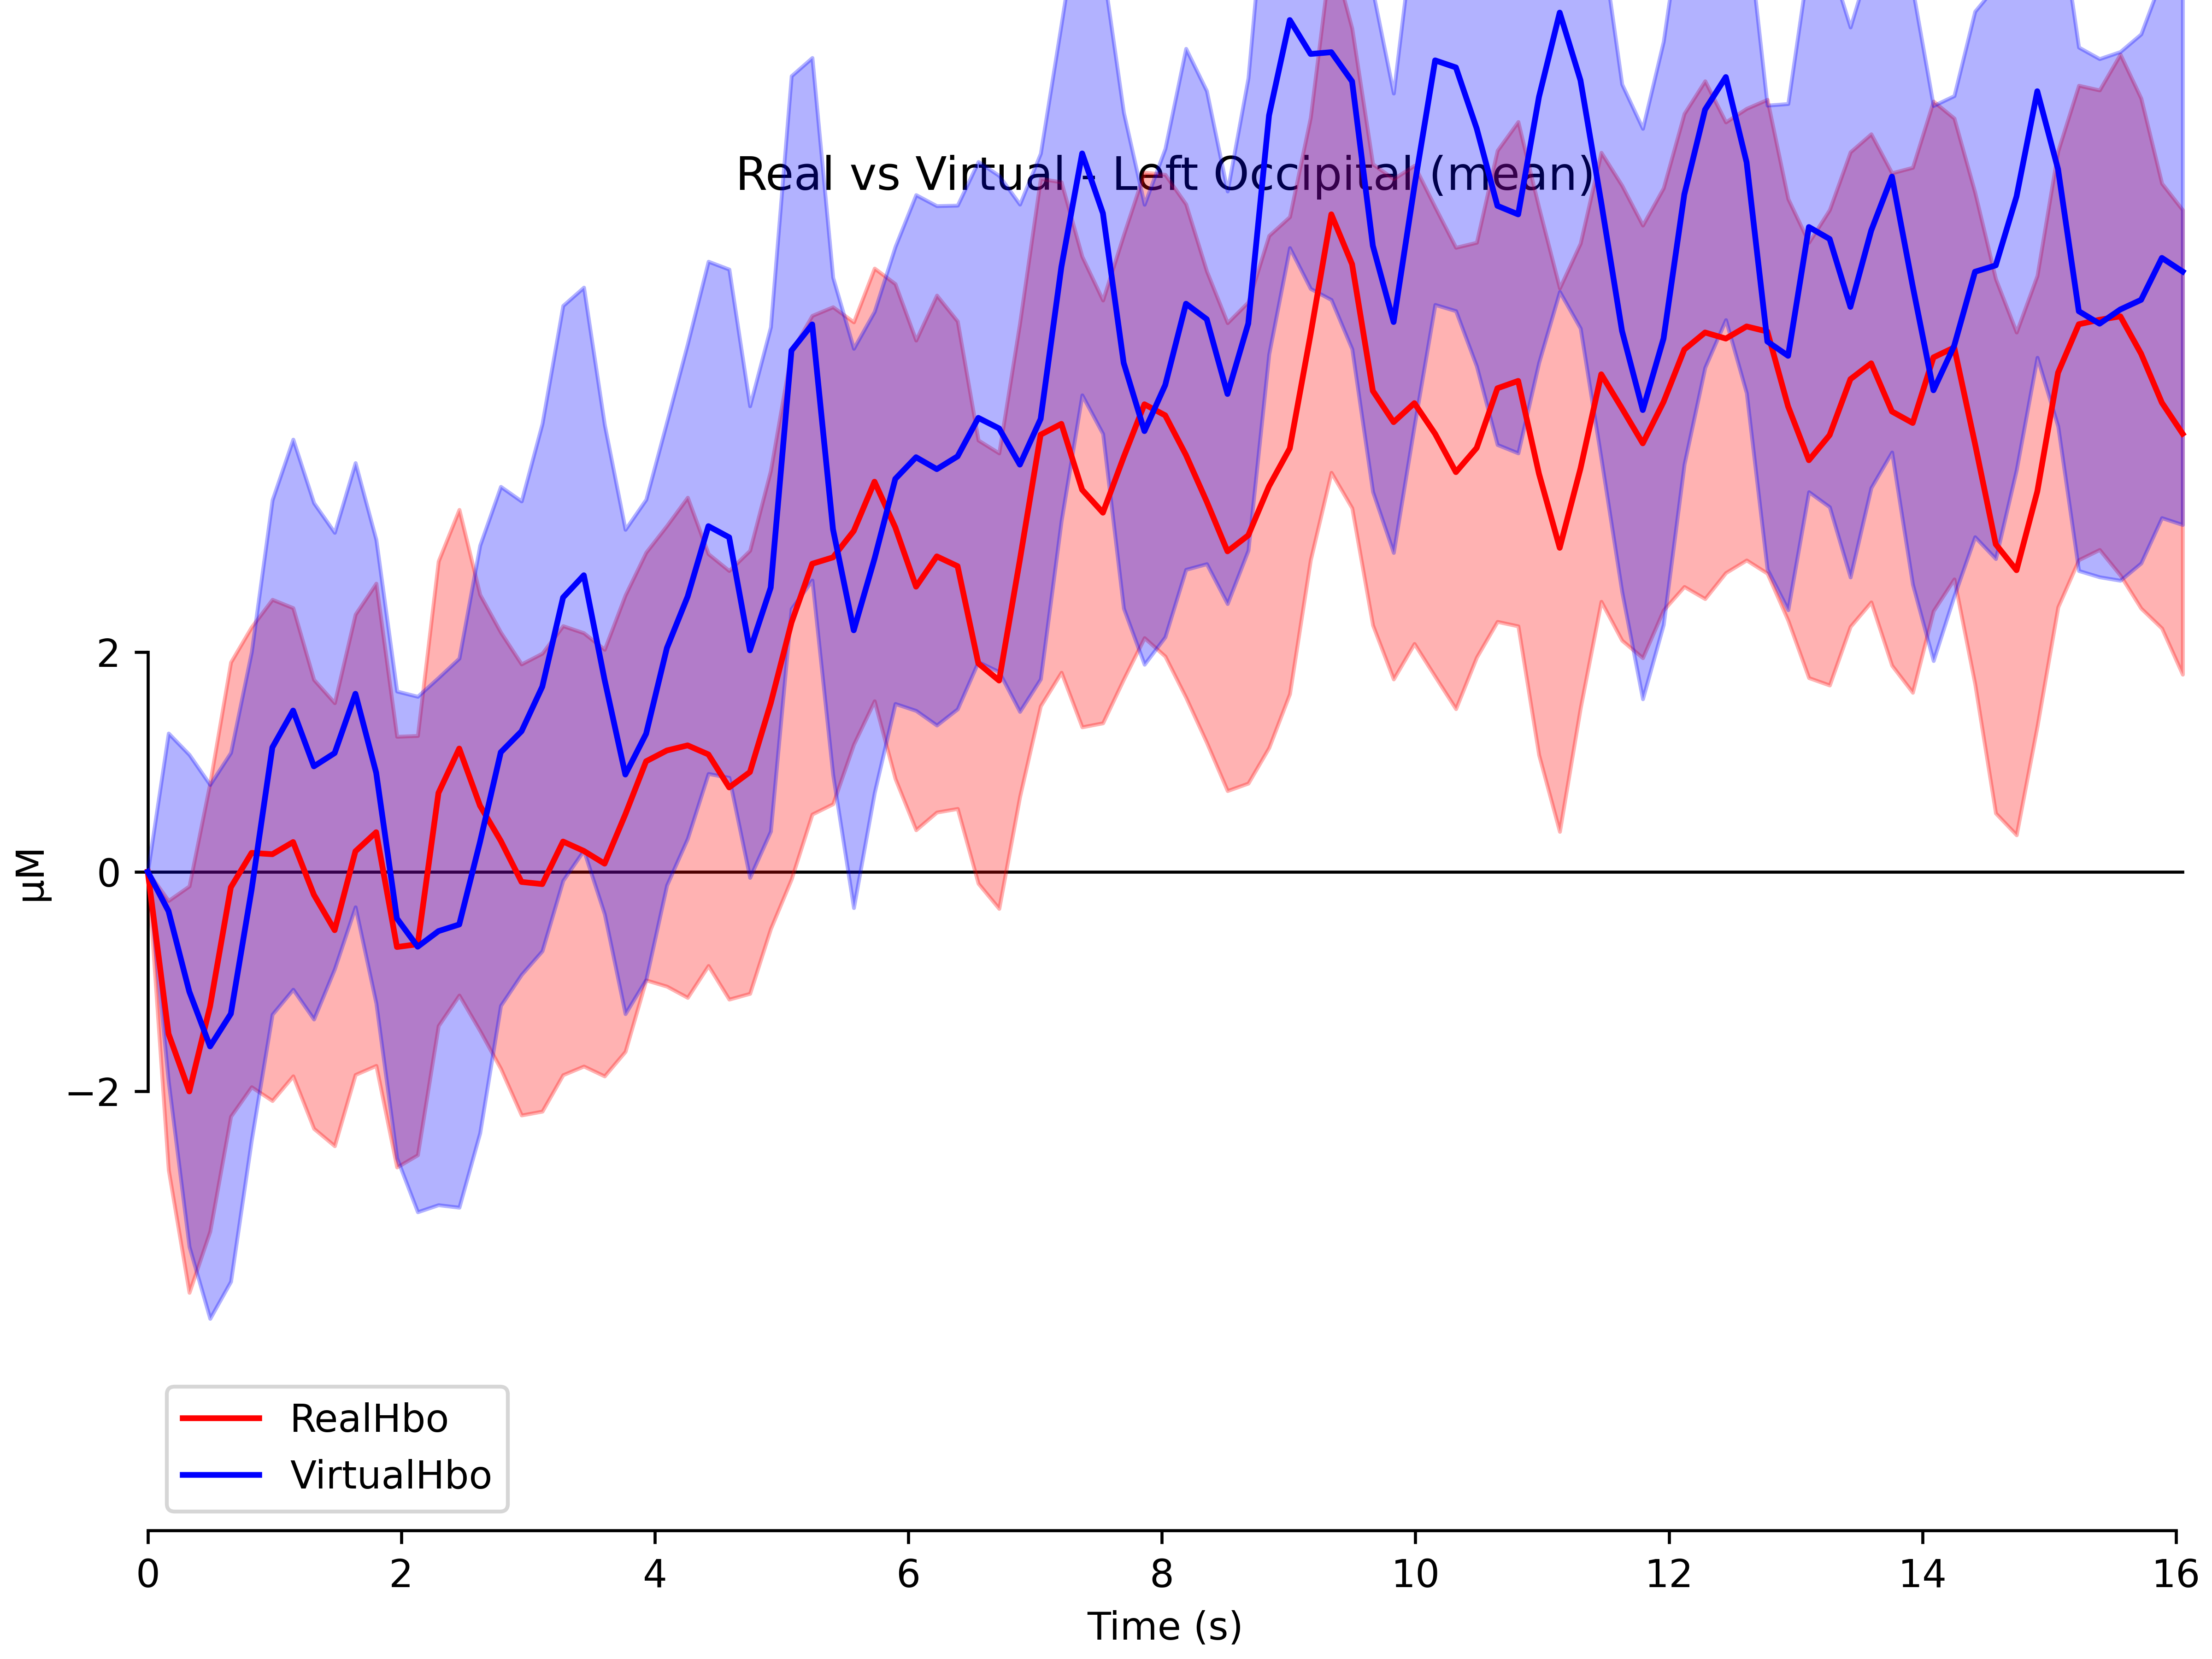 Real vs Virtual - Left Occipital (mean)
2
0
−2
µM
RealHbo
VirtualHbo
0 2 4 6 8 10 12 14 16
Time (s)